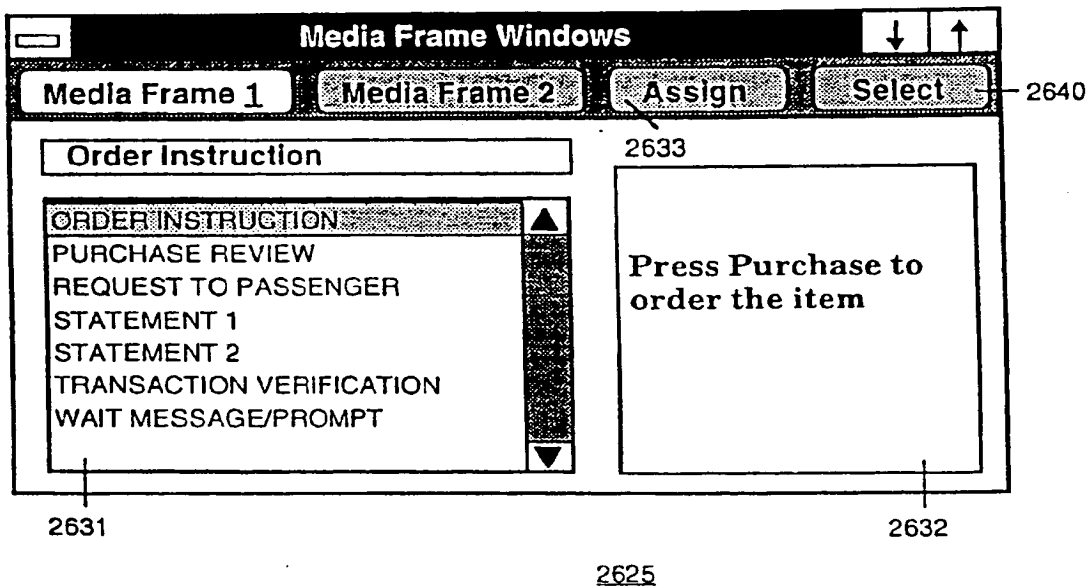 Media Frame Windows
Media Frame 1 Media Frame 2 Assign Select 2640
Order Instruction 2633
ORDER INSTRUCTION
PURCHASE REVIEW
REQUEST TO PASSENGER
STATEMENT 1
STATEMENT 2
TRANSACTION VERIFICATION
WAIT MESSAGE/PROMPT
Press Purchase to
order the item
2631 2632
2625